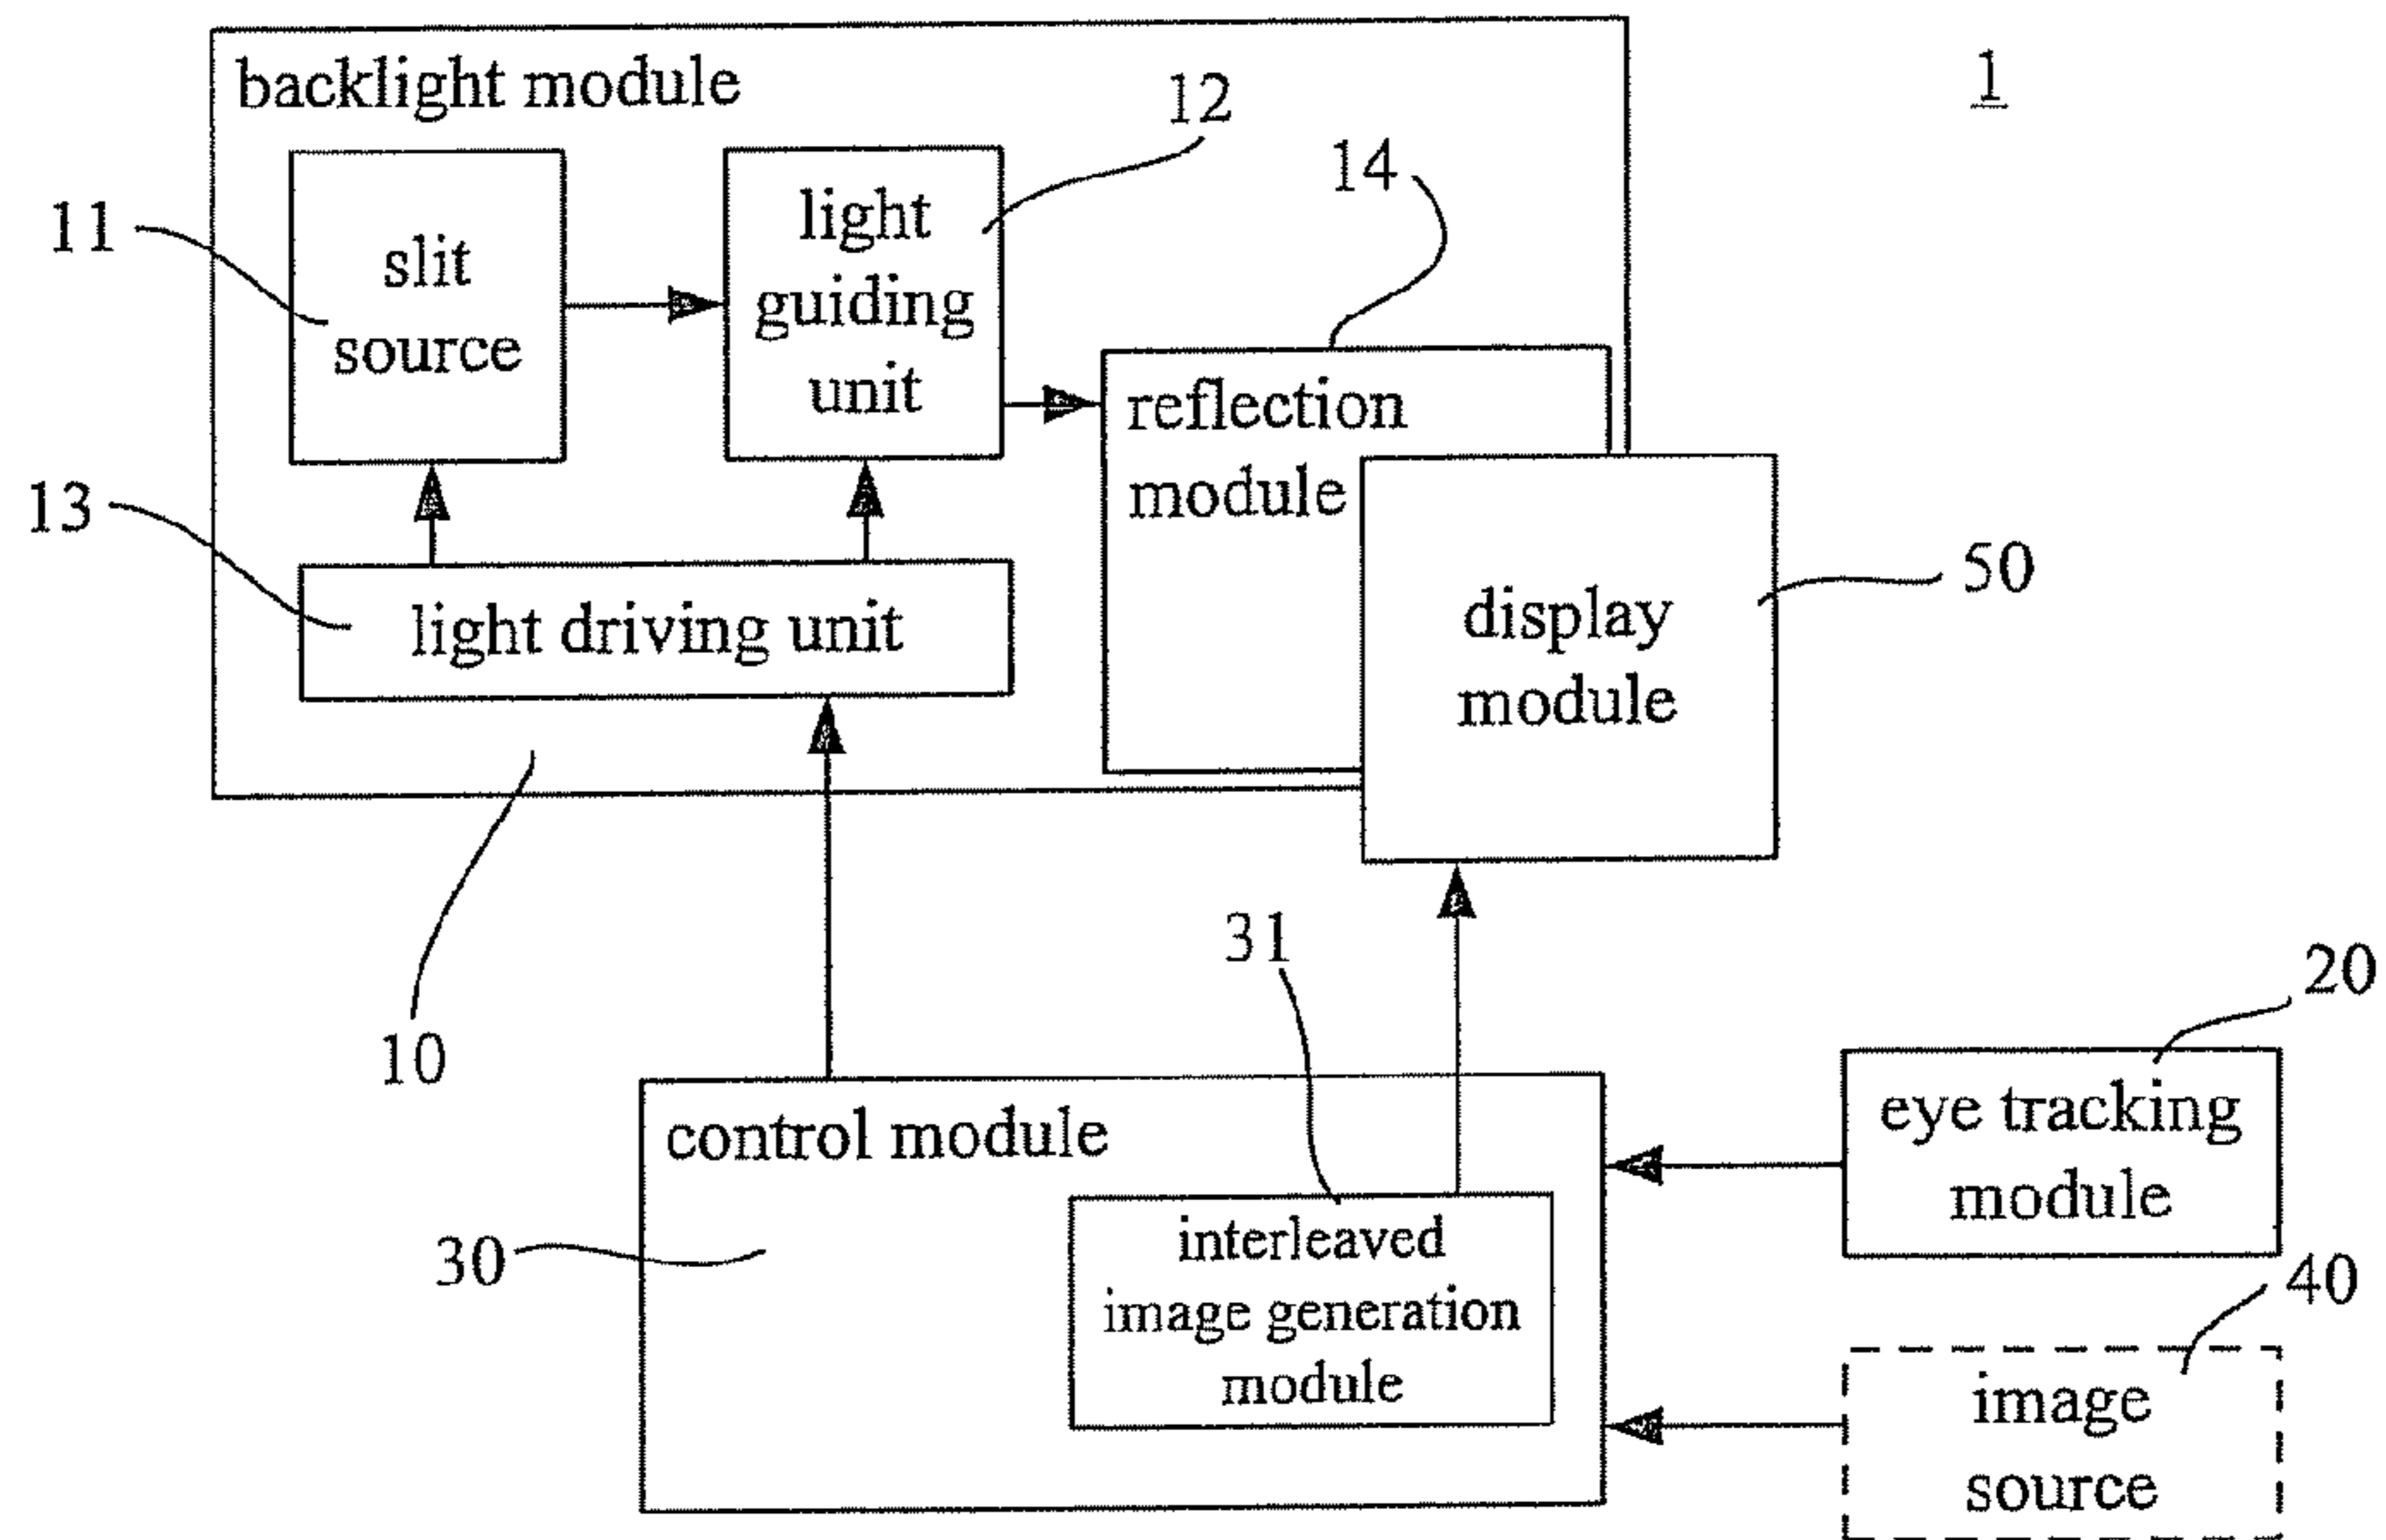 1
backlight module
12
14
11
slit
source
light
guiding
unit
reflection
module
13
light driving unit
50
display
module
10
31
20
control module
eye tracking
module
30
interleaved
image generation
module
40
image
source